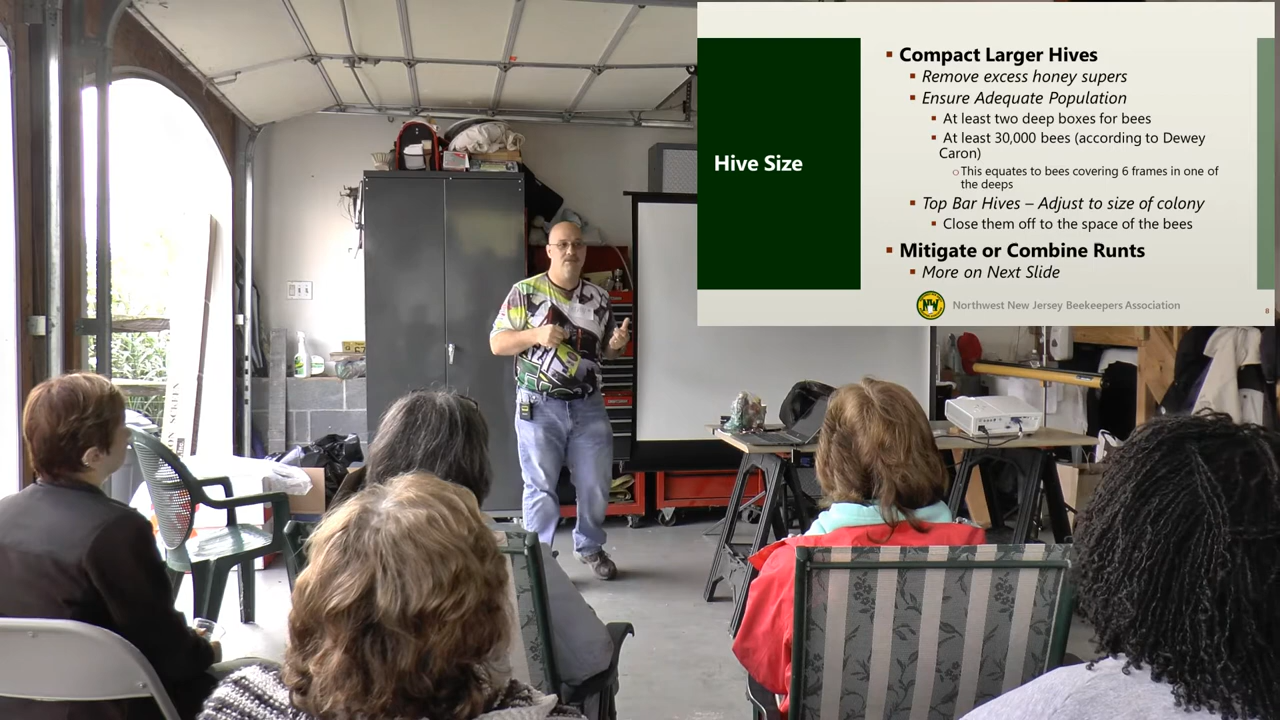 Hive Size
Compact Larger Hives
Remove excess honey supers
Ensure Adequate Population
At least two deep boxes for bees
At least 30,000 bees (according to Dewey
Caron)
This equates to bees covering 6 frames in one of
the deeps
Top Bar Hives – Adjust to size of colony
Close them off to the space of the bees
Mitigate or Combine Runts
More on Next Slide
Northwest New Jersey Beekeepers Association
8